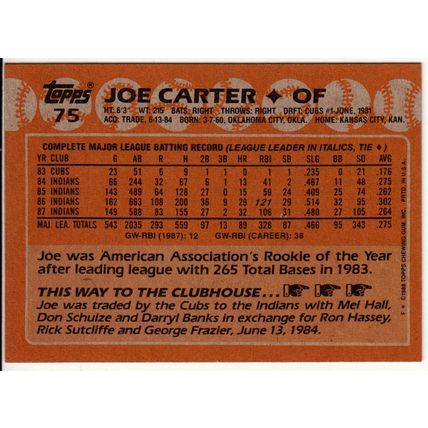 Topps®
75
JOE CARTER ✦ OF
HT: 6'3" WT: 215 BATS: RIGHT THROWS: RIGHT DRFT: CUBS #1-JUNE, 1981
ACQ: TRADE, 6-13-84 BORN: 3-7-60, OKLAHOMA CITY, OKLA. HOME: KANSAS CITY, KAN.
COMPLETE MAJOR LEAGUE BATTING RECORD (LEAGUE LEADER IN ITALICS, TIE ✦)
YR CLUB G AB R H 2B 3B HR RBI SB SLG BB SO AVG
83 CUBS 23 51 6 9 1 1 0 1 1 .235 0 21 .176
84 INDIANS 66 244 32 67 6 1 13 41 2 .467 11 48 .275
85 INDIANS 143 489 64 128 27 0 15 59 24 .409 25 74 .262
86 INDIANS 162 663 108 200 36 9 29 121 29 .514 32 95 .302
87 INDIANS 149 588 83 155 27 2 32 106 31 .480 27 105 .264
MAJ. LEA. TOTALS 543 2035 293 559 97 13 89 328 87 .466 95 343 .275
GW-RBI (1987): 12 GW-RBI (CAREER): 38
Joe was American Association's Rookie of the Year
after leading league with 265 Total Bases in 1983.
THIS WAY TO THE CLUBHOUSE...
Joe was traded by the Cubs to the Indians with Mel Hall,
Don Schulze and Darryl Banks in exchange for Ron Hassey,
Rick Sutcliffe and George Frazier, June 13, 1984.
F ✶ ©1988 TOPPS CHEWING GUM, INC. PRTD. IN U.S.A.